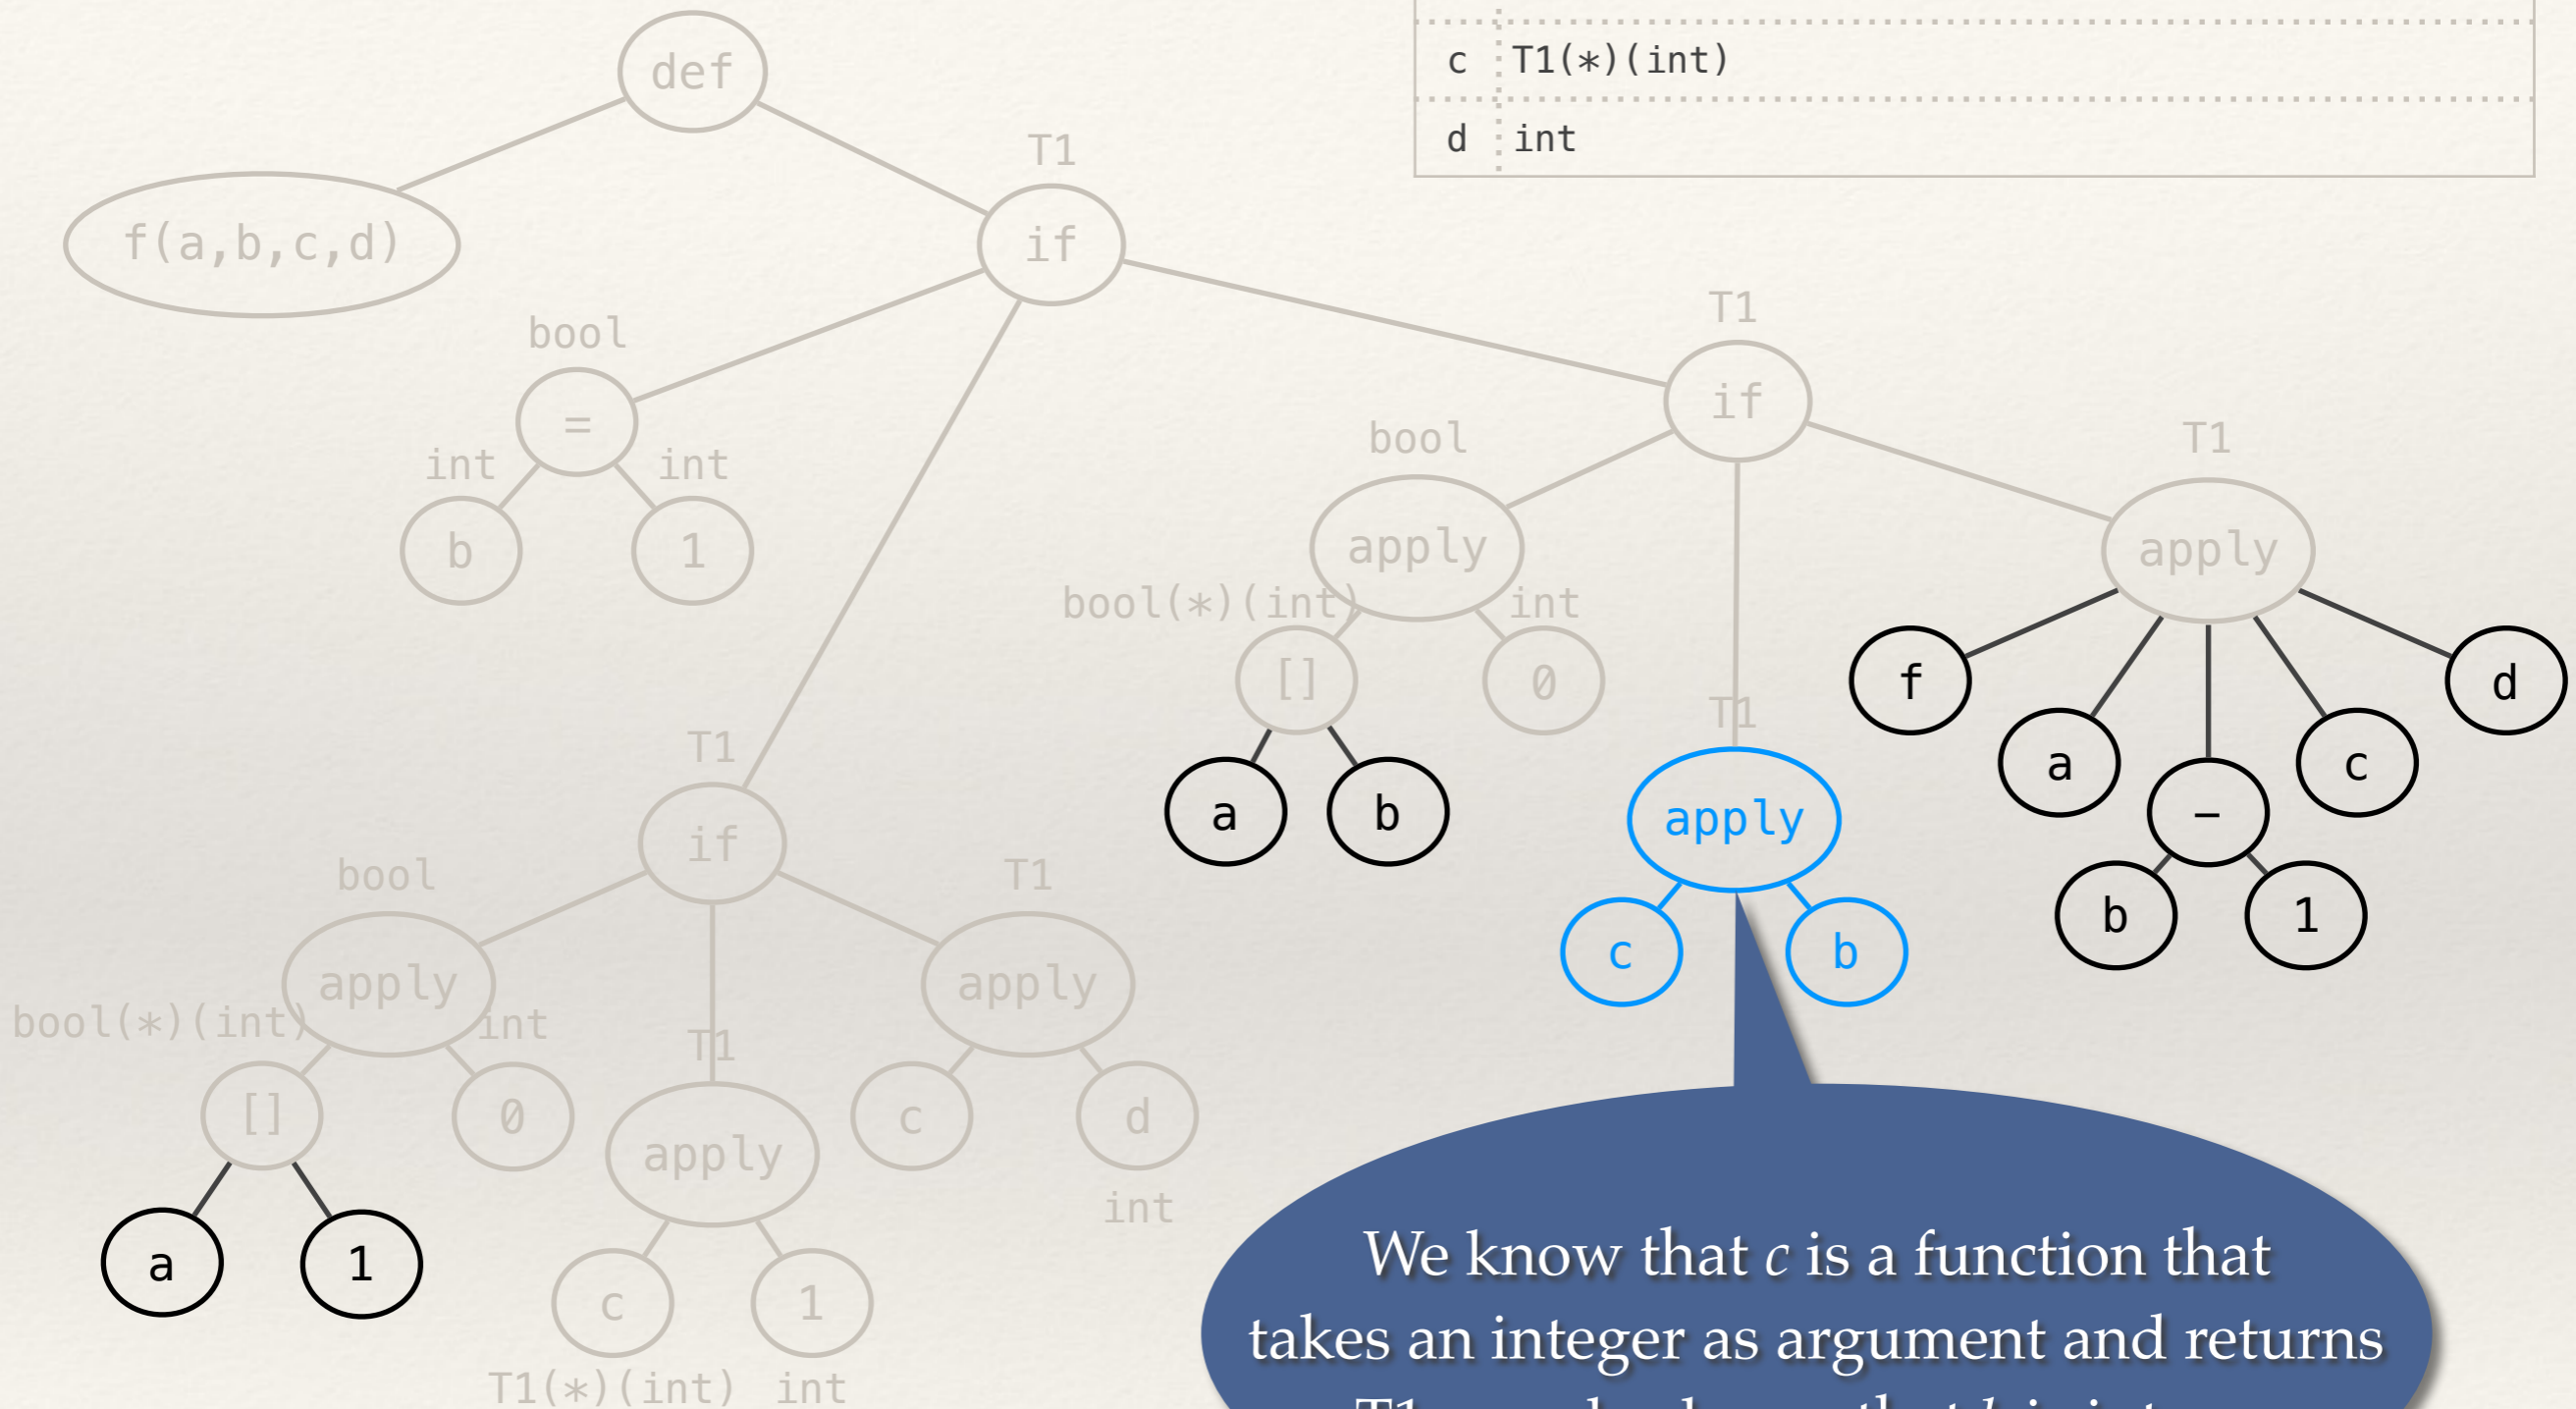 def
c T1(*)(int)
d int
T1
f(a,b,c,d)
if
T1
bool
if
=
bool
T1
int
int
b
1
apply
apply
bool(*)(int)
int
[]
0
f
d
T1
a
c
T1
a
b
apply
−
if
bool
T1
c
b
b
1
apply
apply
bool(*)(int)
int
T1
[]
0
c
d
apply
int
a
1
We know that c is a function that
c
1
takes an integer as argument and returns
T1(*)(int) int